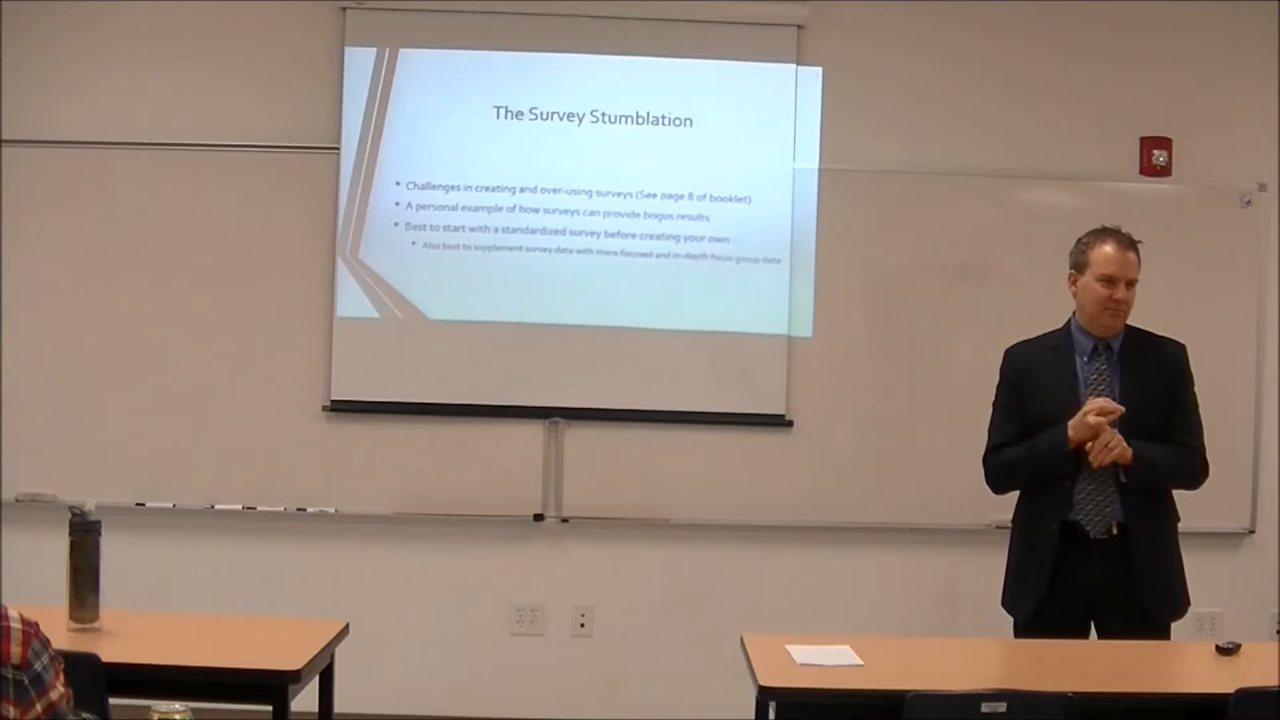 The Survey Stumblation
• Challenges in creating and over-using surveys (See page 8 of booklet)
• A personal example of how surveys can provide bogus results
• Best to start with a standardized survey before creating your own
• Also best to supplement survey data with more focused and in-depth focus group data